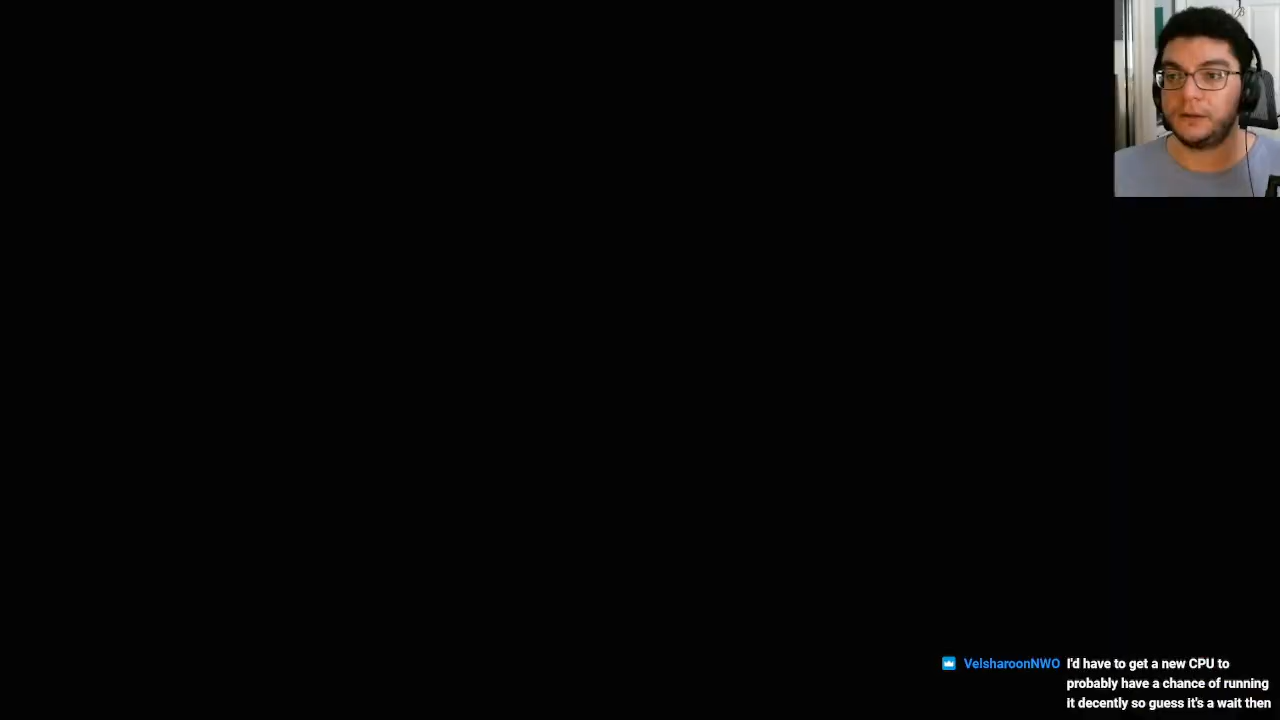 VelsharoonNWO I'd have to get a new CPU to
probably have a chance of running
it decently so guess it's a wait then